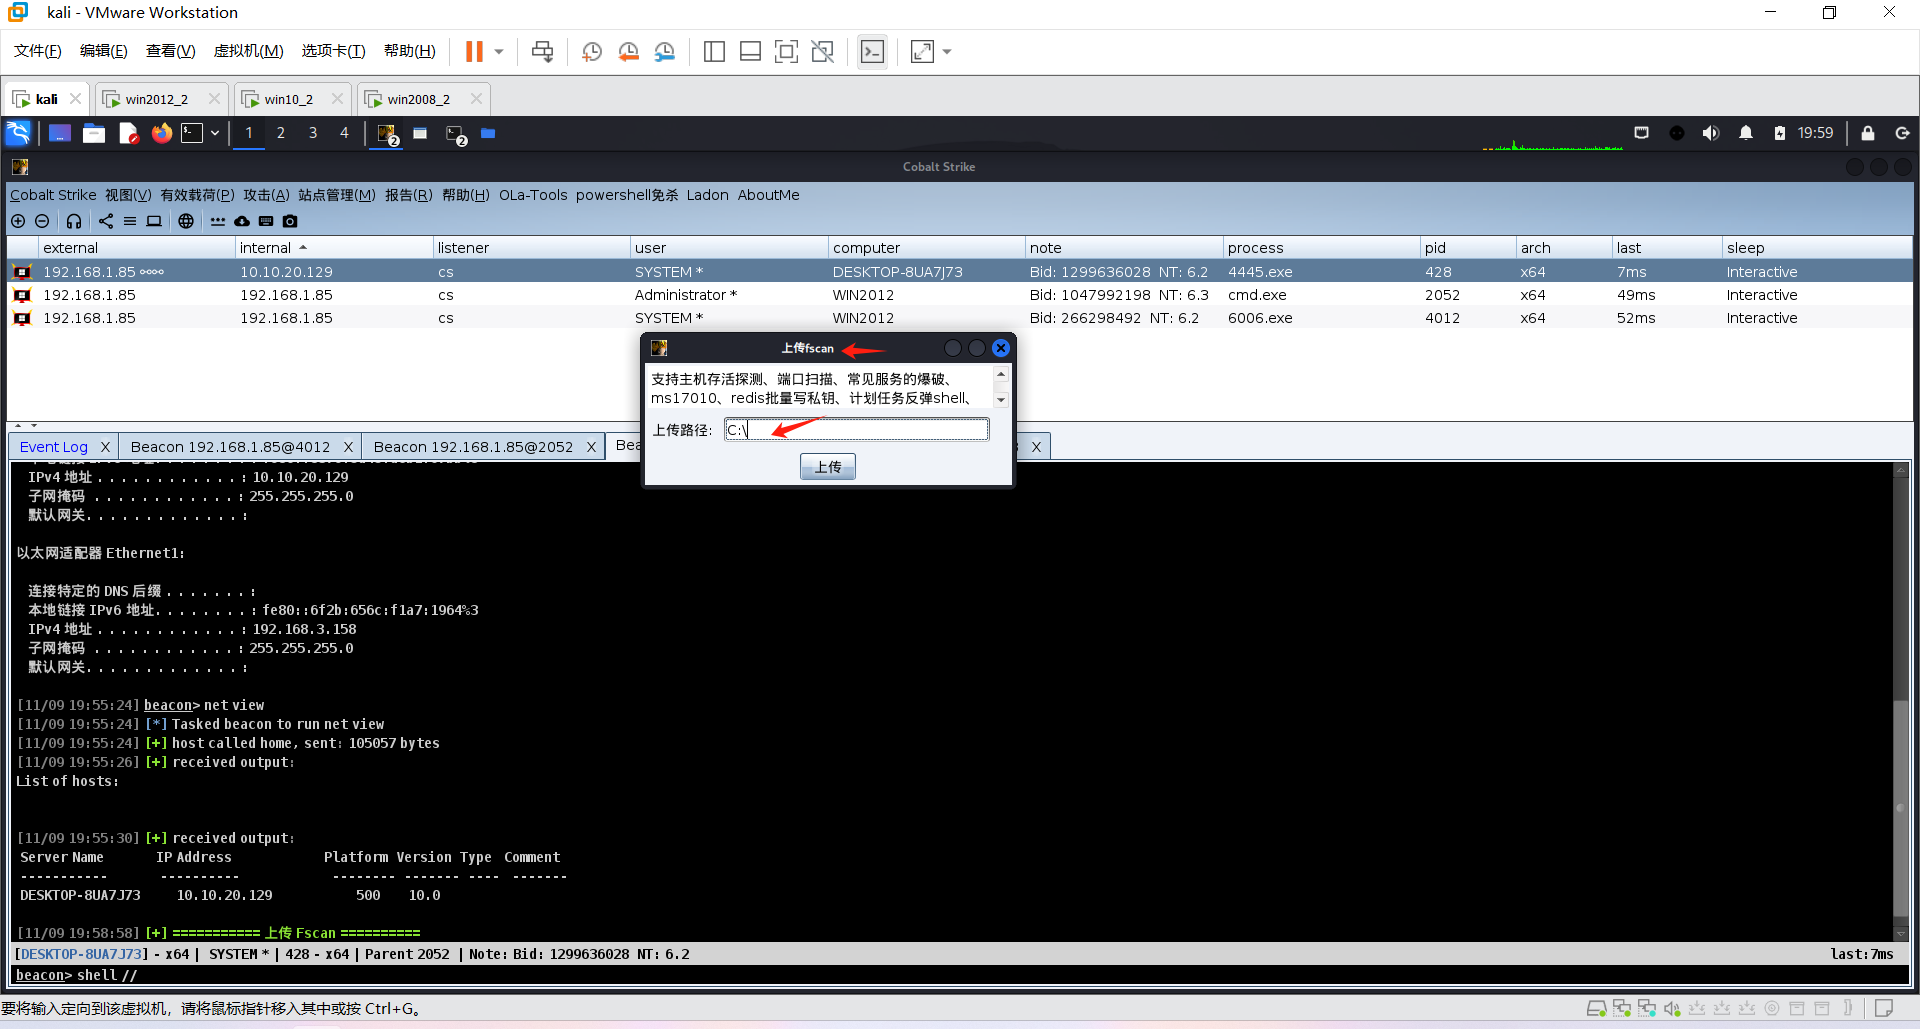 kali - VMware Workstation
文件(F) 编辑(E) 查看(V) 虚拟机(M) 选项卡(T) 帮助(H)
kali win2012_2 win10_2 win2008_2
1 2 3 4 2 2 19:59
Cobalt Strike
Cobalt Strike 视图(V) 有效载荷(P) 攻击(A) 站点管理(M) 报告(R) 帮助(H) OLa-Tools powershell免杀 Ladon AboutMe
external internal listener user computer note process pid arch last sleep
192.168.1.85 10.10.20.129 cs SYSTEM * DESKTOP-8UA7J73 Bid: 1299636028 NT: 6.2 4445.exe 428 x64 7ms Interactive
192.168.1.85 192.168.1.85 cs Administrator * WIN2012 Bid: 1047992198 NT: 6.3 cmd.exe 2052 x64 49ms Interactive
192.168.1.85 192.168.1.85 cs SYSTEM * WIN2012 Bid: 266298492 NT: 6.2 6006.exe 4012 x64 52ms Interactive
上传fscan
支持主机存活探测、端口扫描、常见服务的爆破、
ms17010、redis批量写私钥、计划任务反弹shell、
上传路径: C:\
上传
Event Log X Beacon 192.168.1.85@4012 X Beacon 192.168.1.85@2052 X Bea X
IPv4 地址 . . . . . . . . . . . . : 10.10.20.129
子网掩码 . . . . . . . . . . . . : 255.255.255.0
默认网关. . . . . . . . . . . . . :
以太网适配器 Ethernet1:
连接特定的 DNS 后缀 . . . . . . . :
本地链接 IPv6 地址. . . . . . . . : fe80::6f2b:656c:f1a7:1964%3
IPv4 地址 . . . . . . . . . . . . : 192.168.3.158
子网掩码 . . . . . . . . . . . . : 255.255.255.0
默认网关. . . . . . . . . . . . . :
[11/09 19:55:24] beacon> net view
[11/09 19:55:24] [*] Tasked beacon to run net view
[11/09 19:55:24] [+] host called home, sent: 105057 bytes
[11/09 19:55:26] [+] received output:
List of hosts:
[11/09 19:55:30] [+] received output:
Server Name IP Address Platform Version Type Comment
----------- ---------- -------- ------- ---- -------
DESKTOP-8UA7J73 10.10.20.129 500 10.0
[11/09 19:58:58] [+] =========== 上传 Fscan ==========
[DESKTOP-8UA7J73] - x64 | SYSTEM * | 428 - x64 | Parent 2052 | Note: Bid: 1299636028 NT: 6.2 last:7ms
beacon> shell //
要将输入定向到该虚拟机，请将鼠标指针移入其中或按 Ctrl+G。